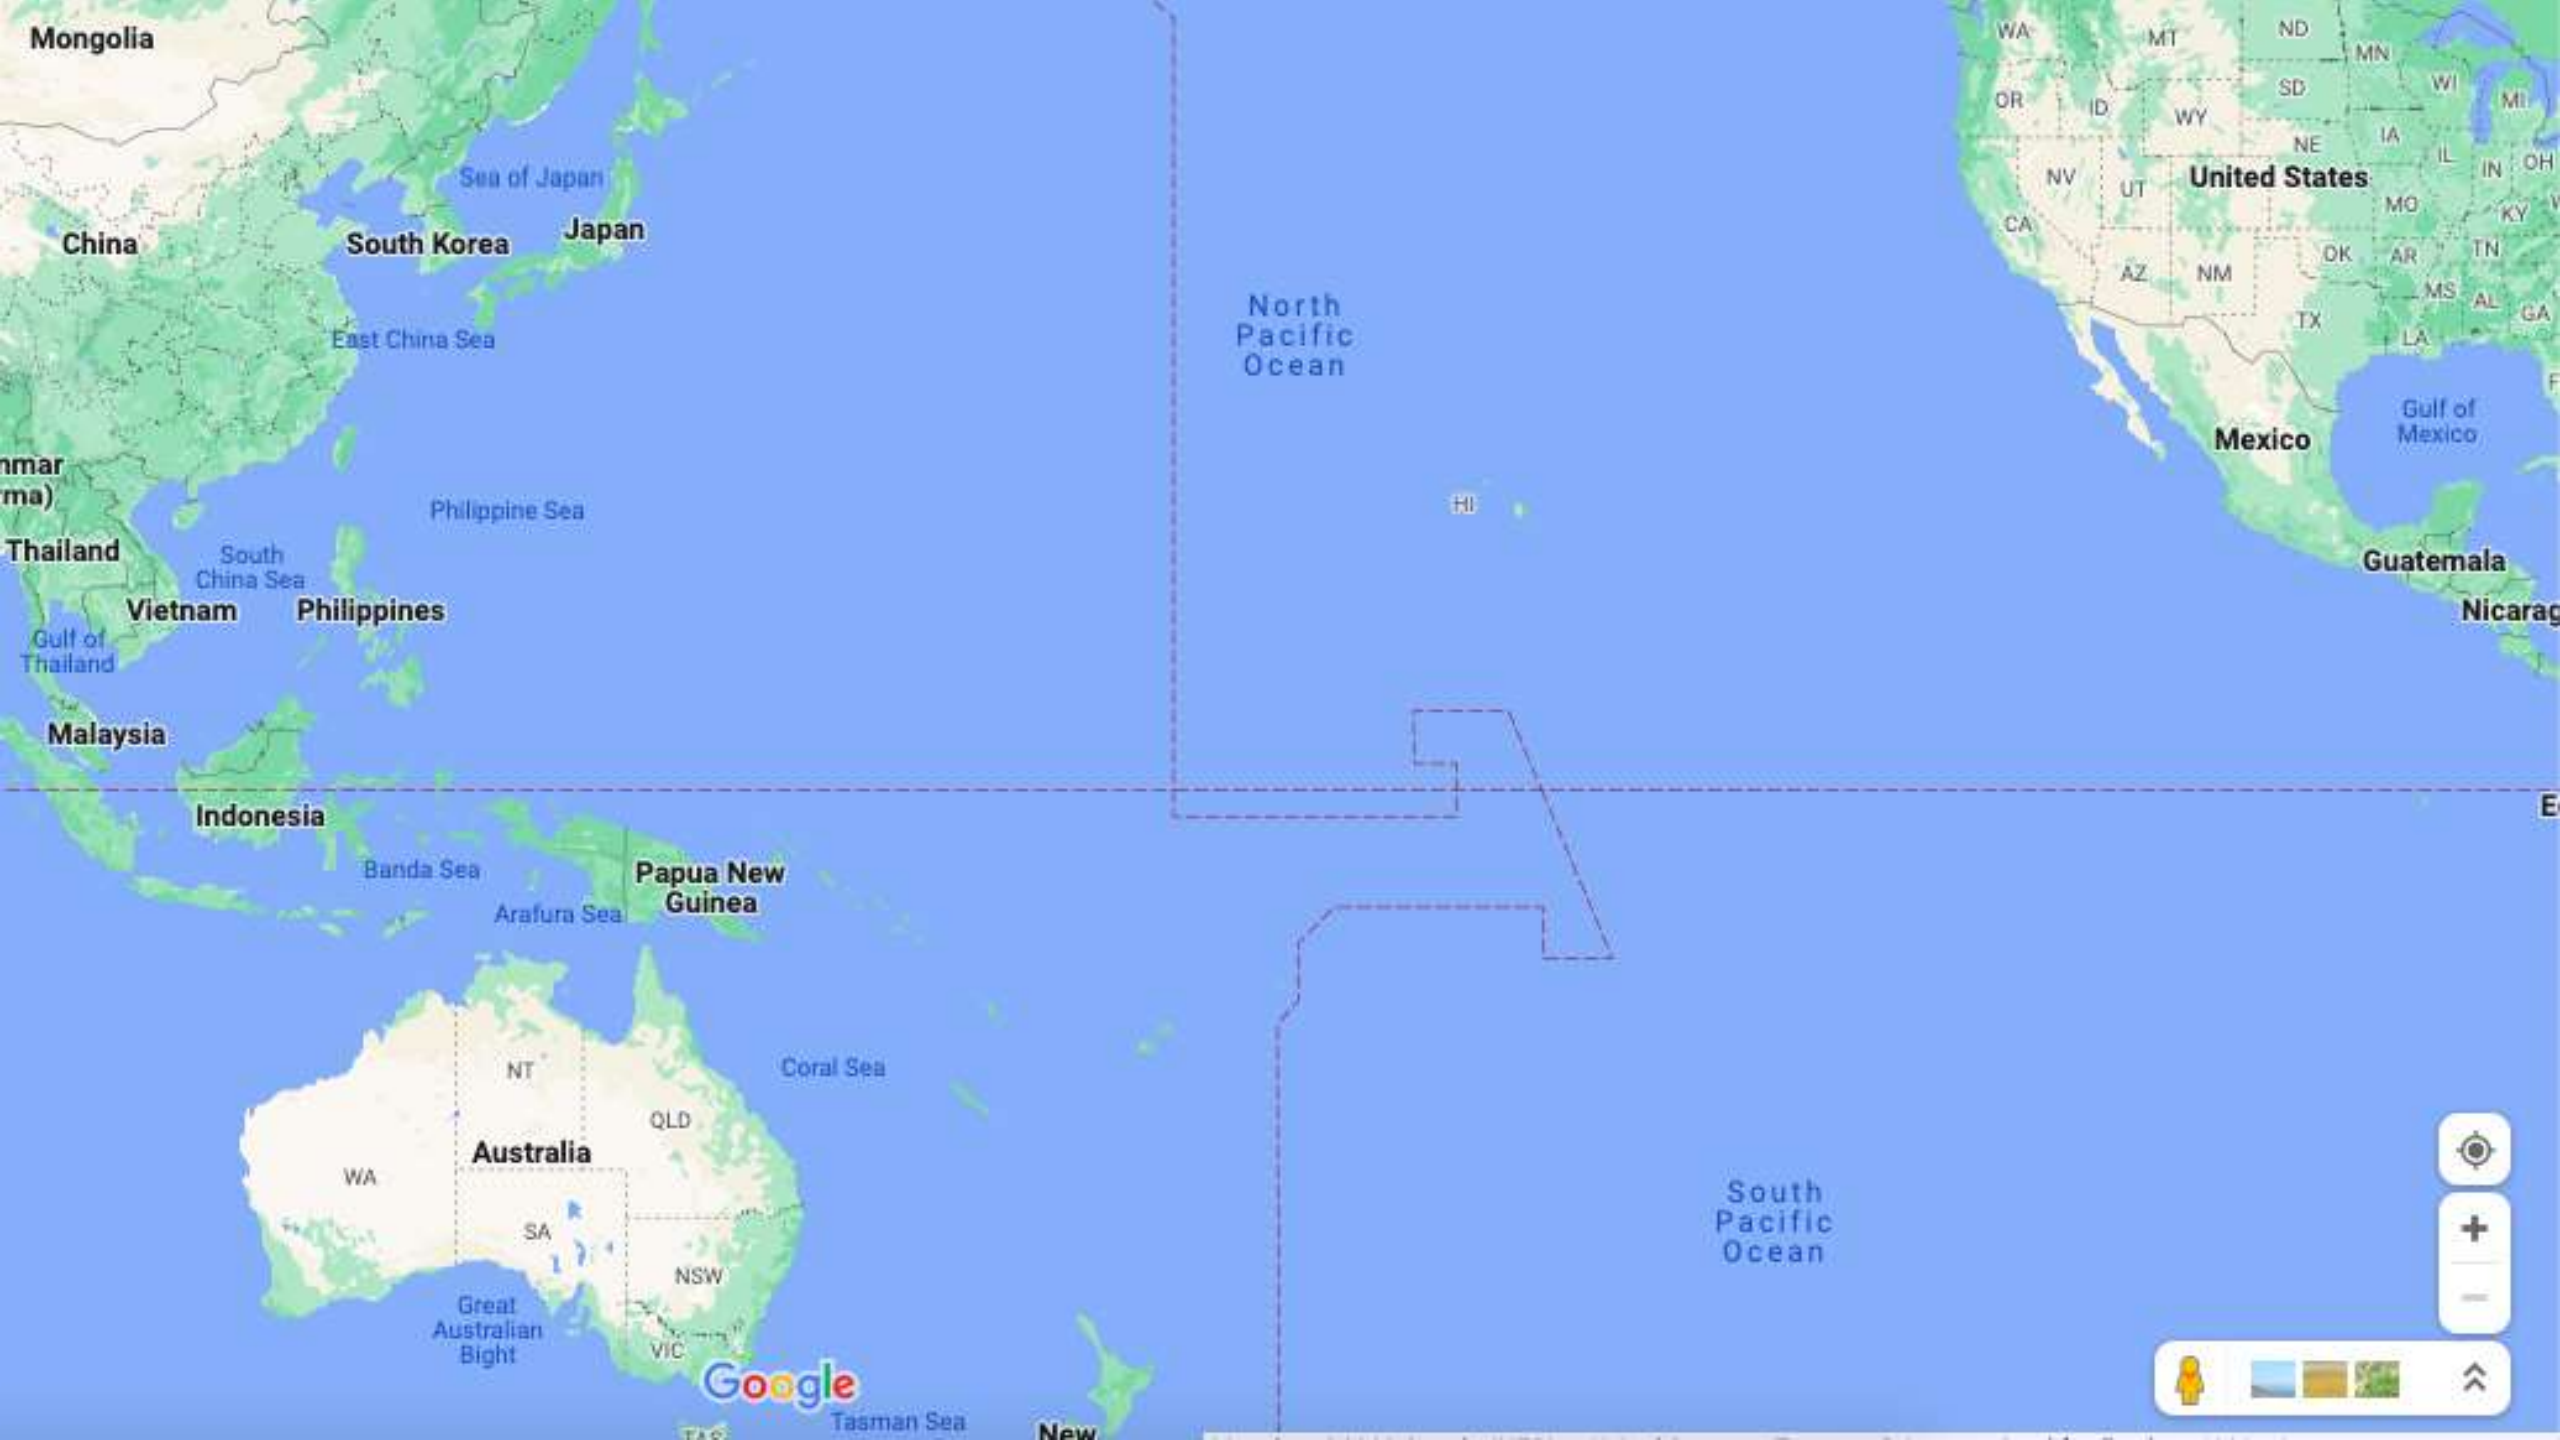 Mongolia
WA
MT
ND
MN
OR
ID
WY
SD
WI
MI
NE
IA
IL
IN
OH
Sea of Japan
NV
UT
United States
MO
KY
China
South Korea
Japan
CA
AZ
NM
OK
AR
TN
MS
AL
GA
East China Sea
TX
LA
North
Pacific
Ocean
Gulf of
Mexico
Mexico
nmar
rma)
Philippine Sea
HI
Thailand
South
China Sea
Guatemala
Vietnam
Philippines
Nicarag
Gulf of
Thailand
Malaysia
Indonesia
Banda Sea
Papua New
Guinea
Arafura Sea
NT
Coral Sea
QLD
Australia
WA
SA
NSW
South
Pacific
Ocean
Great
Australian
Bight
VIC
Google
Tasman Sea
TAS
New